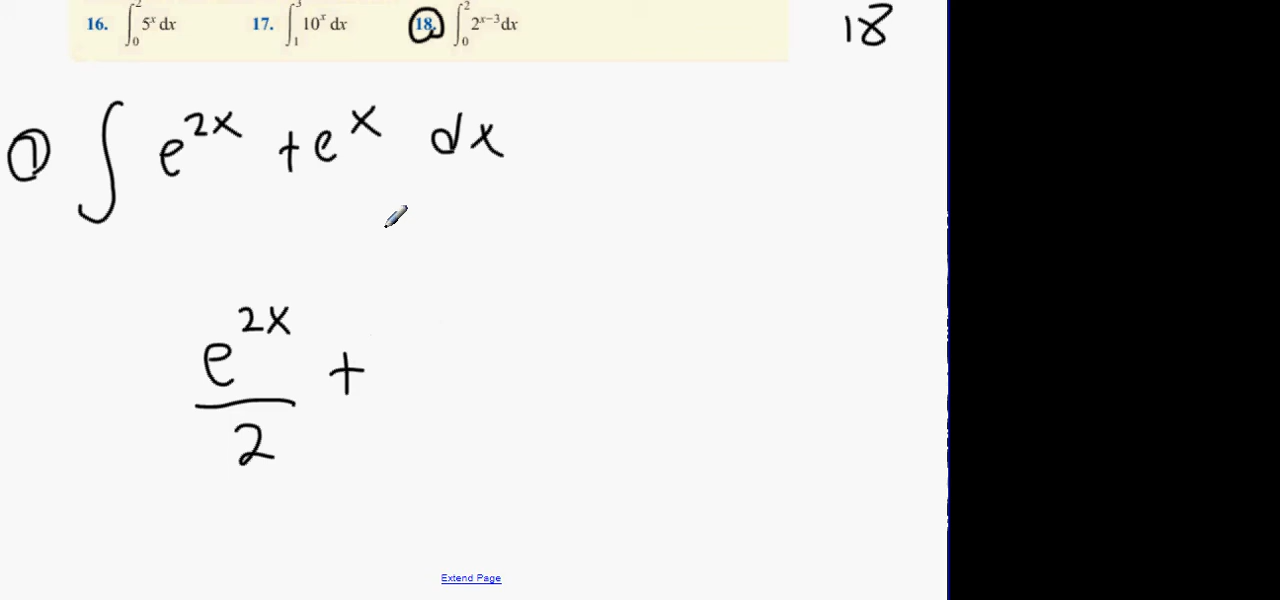 16. ∫₀² 5ˣ dx 17. ∫₁³ 10ˣ dx 18. ∫₀² 2ˣ⁻³ dx 18
① ∫ e²ˣ + eˣ dx
e²ˣ/2 +
Extend Page